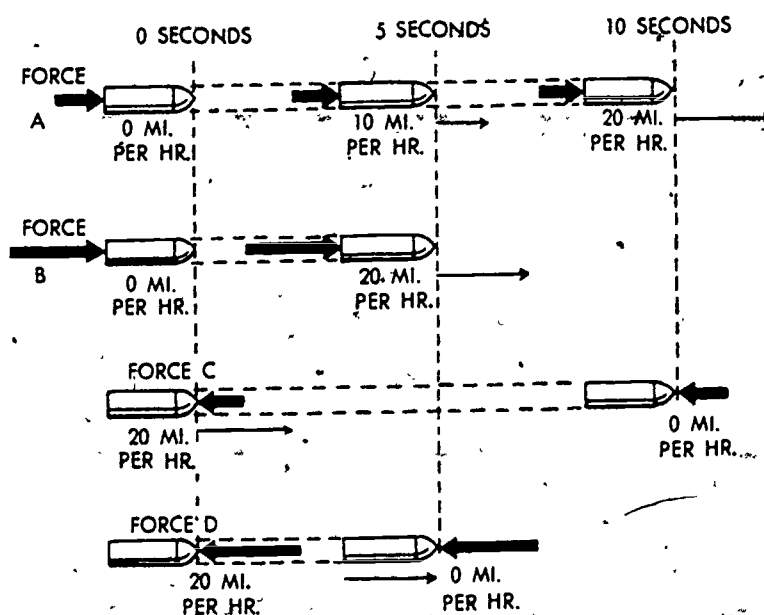 0 SECONDS
5 SECONDS
10 SECONDS
FORCE
A
0 MI.
PER HR.
10 MI.
PER HR.
20 MI.
PER HR.
FORCE
B
0 MI.
PER HR.
20 MI.
PER HR.
FORCE C
20 MI.
PER HR.
0 MI.
PER HR.
FORCE D
20 MI.
PER HR.
0 MI.
PER HR.